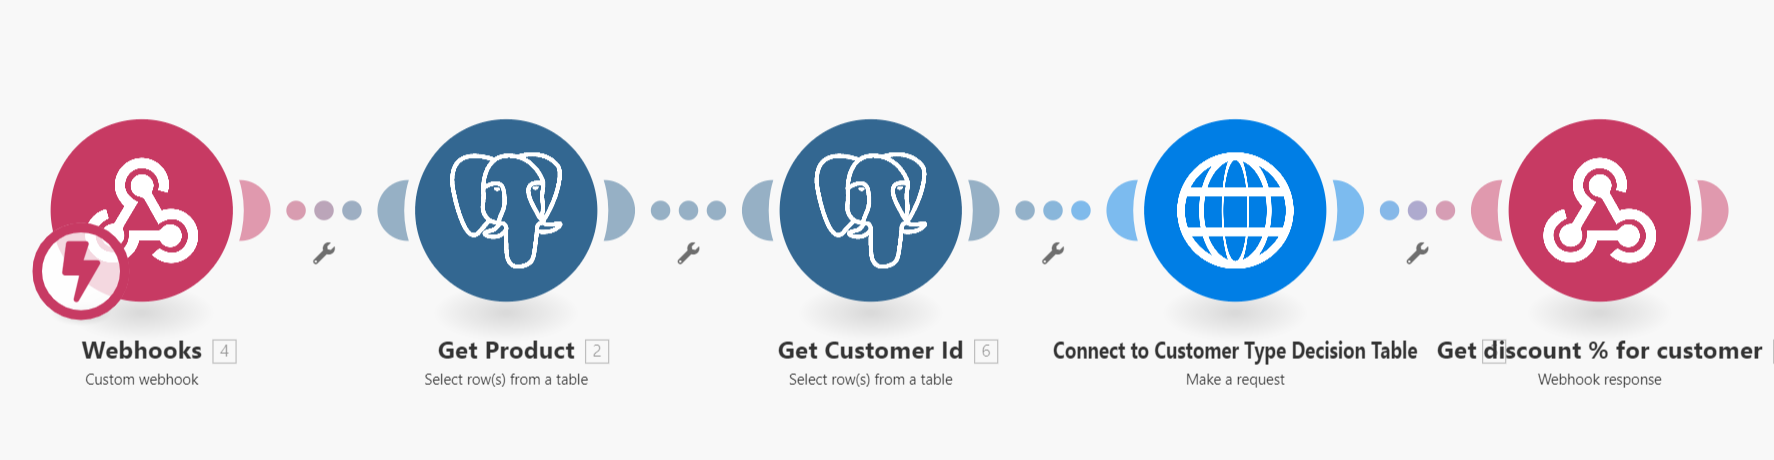 Webhooks 4
Custom webhook
Get Product 2
Select row(s) from a table
Get Customer Id 6
Select row(s) from a table
Connect to Customer Type Decision Table
Make a request
Get discount % for customer
Webhook response